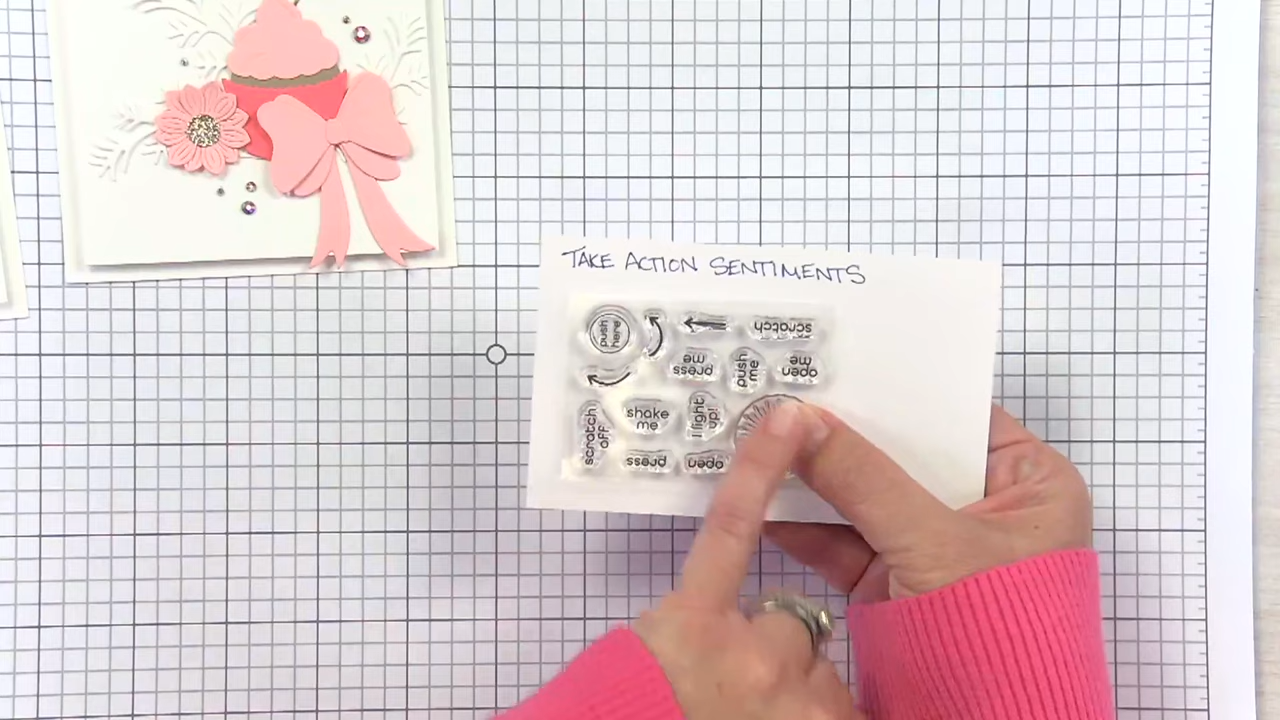 TAKE ACTION SENTIMENTS
push
here
scratch
press
me
push
me
open
me
scratch
off
shake
me
I light
up!
press
open